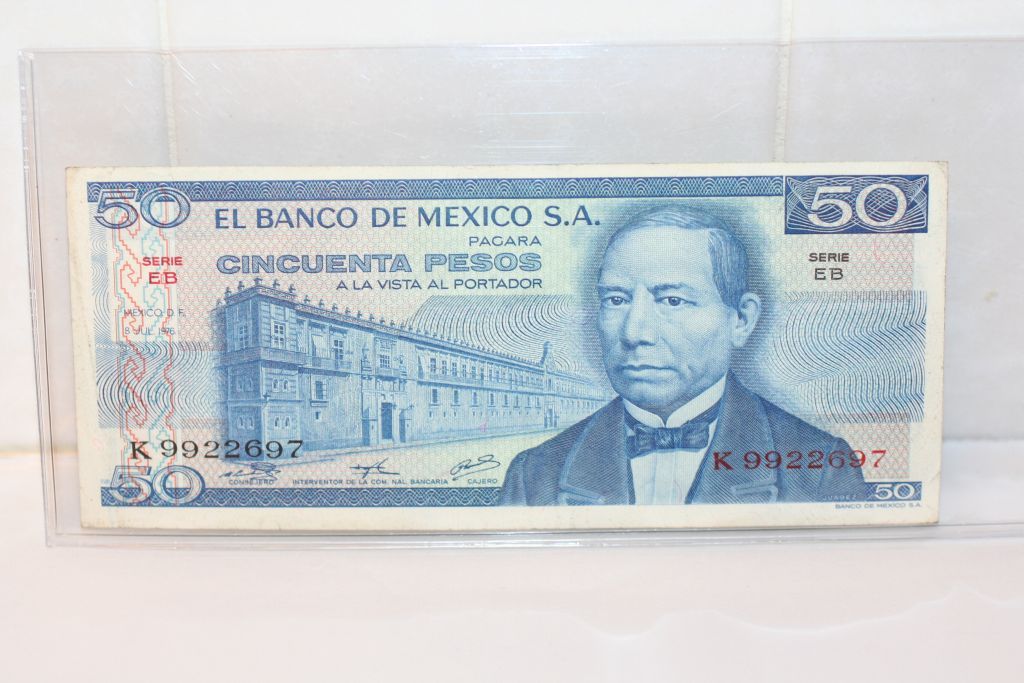 50
EL BANCO DE MEXICO S.A.
50
PAGARA
CINCUENTA PESOS
A LA VISTA AL PORTADOR
SERIE
EB
SERIE
EB
MEXICO, D. F.
8 JUL. 1976
K 9922697
K 9922697
50
CONSEJERO
INTERVENTOR DE LA COM. NAL. BANCARIA
CAJERO
JUAREZ
50
BANCO DE MEXICO S.A.